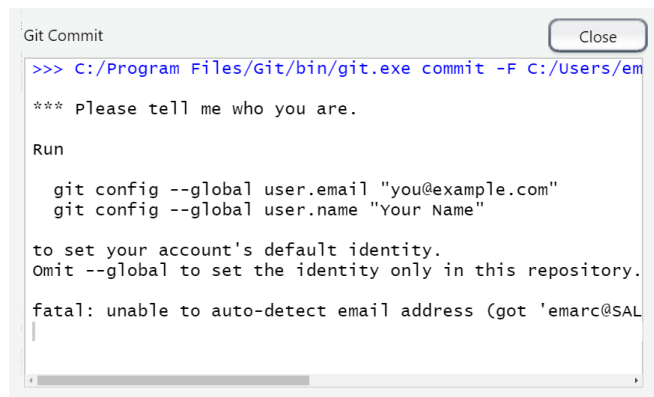 Git Commit
Close
>>> C:/Program Files/Git/bin/git.exe commit -F C:/Users/em
*** Please tell me who you are.
Run
git config --global user.email "you@example.com"
git config --global user.name "Your Name"
to set your account's default identity.
Omit --global to set the identity only in this repository.
fatal: unable to auto-detect email address (got 'emarc@SAL